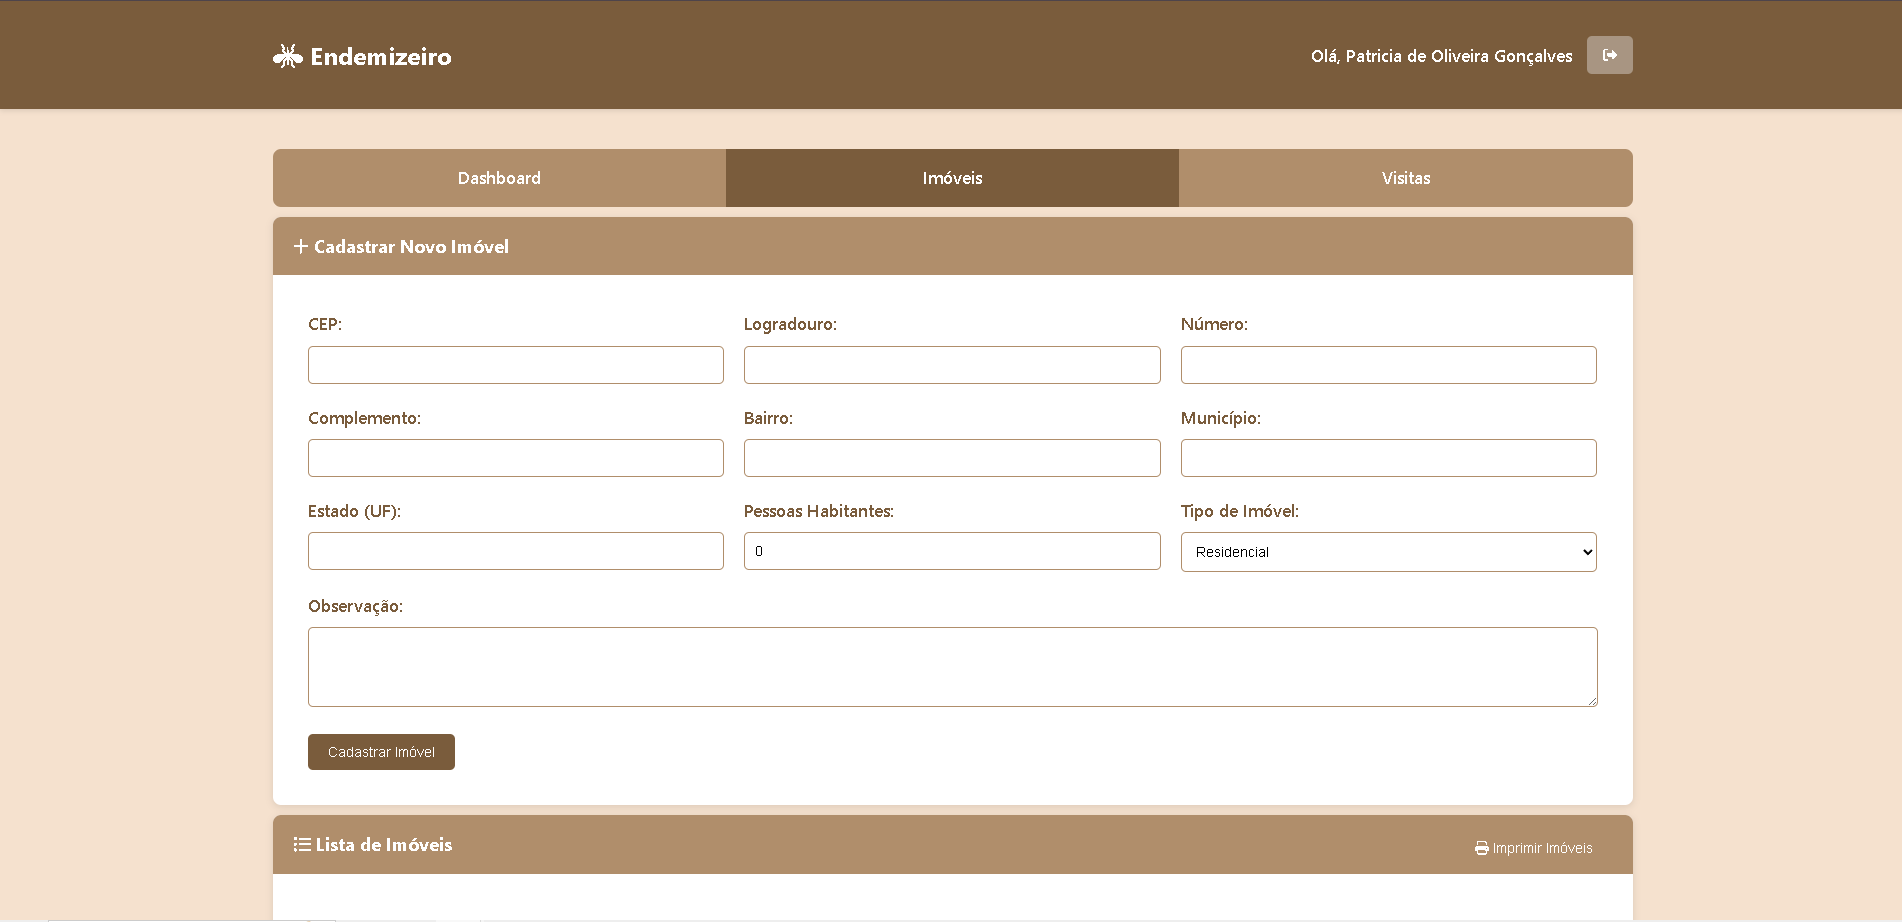 Endemizeiro
Olá, Patricia de Oliveira Gonçalves
Dashboard
Imóveis
Visitas
Cadastrar Novo Imóvel
CEP:
Logradouro:
Número:
Complemento:
Bairro:
Município:
Estado (UF):
Pessoas Habitantes:
Tipo de Imóvel:
0
Residencial
Observação:
Cadastrar Imóvel
Lista de Imóveis
Imprimir Imóveis